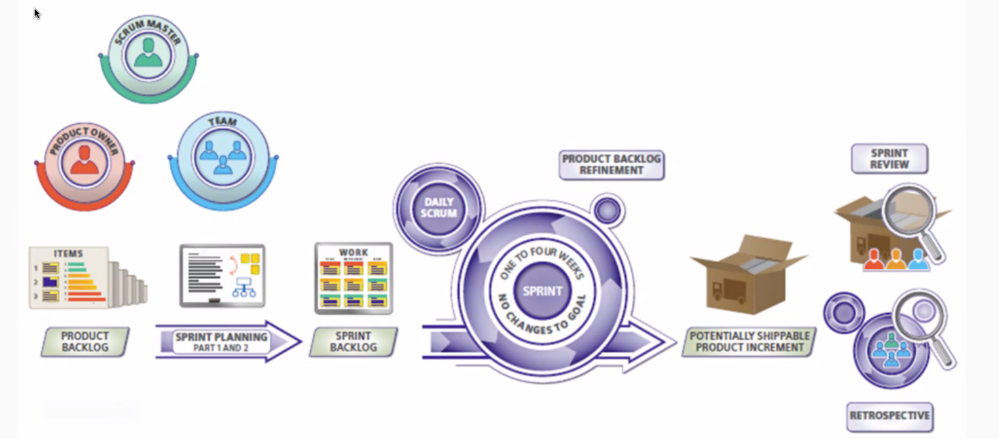 SCRUM MASTER
PRODUCT OWNER
TEAM
PRODUCT BACKLOG
REFINEMENT
SPRINT
REVIEW
DAILY
SCRUM
ITEMS
1
2
3
WORK
ONE TO FOUR WEEKS
SPRINT
NO CHANGES TO GOAL
PRODUCT
BACKLOG
SPRINT PLANNING
PART 1 AND 2
SPRINT
BACKLOG
POTENTIALLY SHIPPABLE
PRODUCT INCREMENT
RETROSPECTIVE